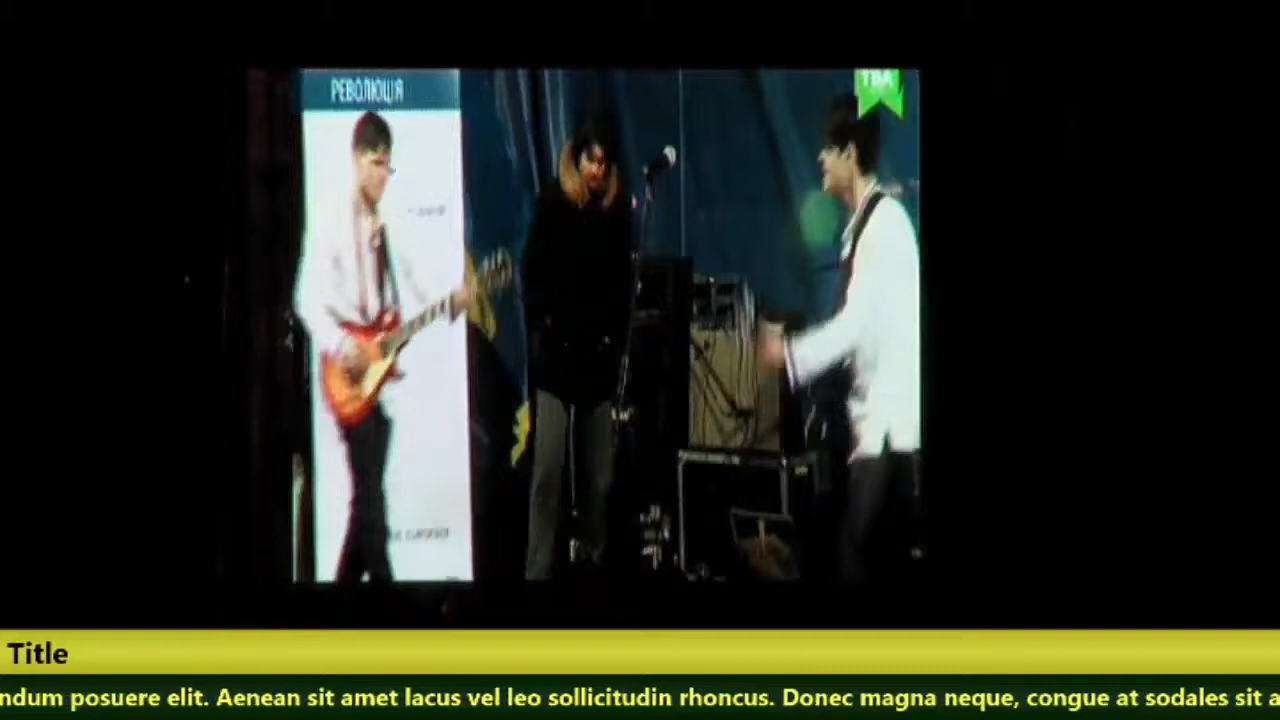 РЕВОЛЮЦІЯ
ТВА
Title
ndum posuere elit. Aenean sit amet lacus vel leo sollicitudin rhoncus. Donec magna neque, congue at sodales sit a